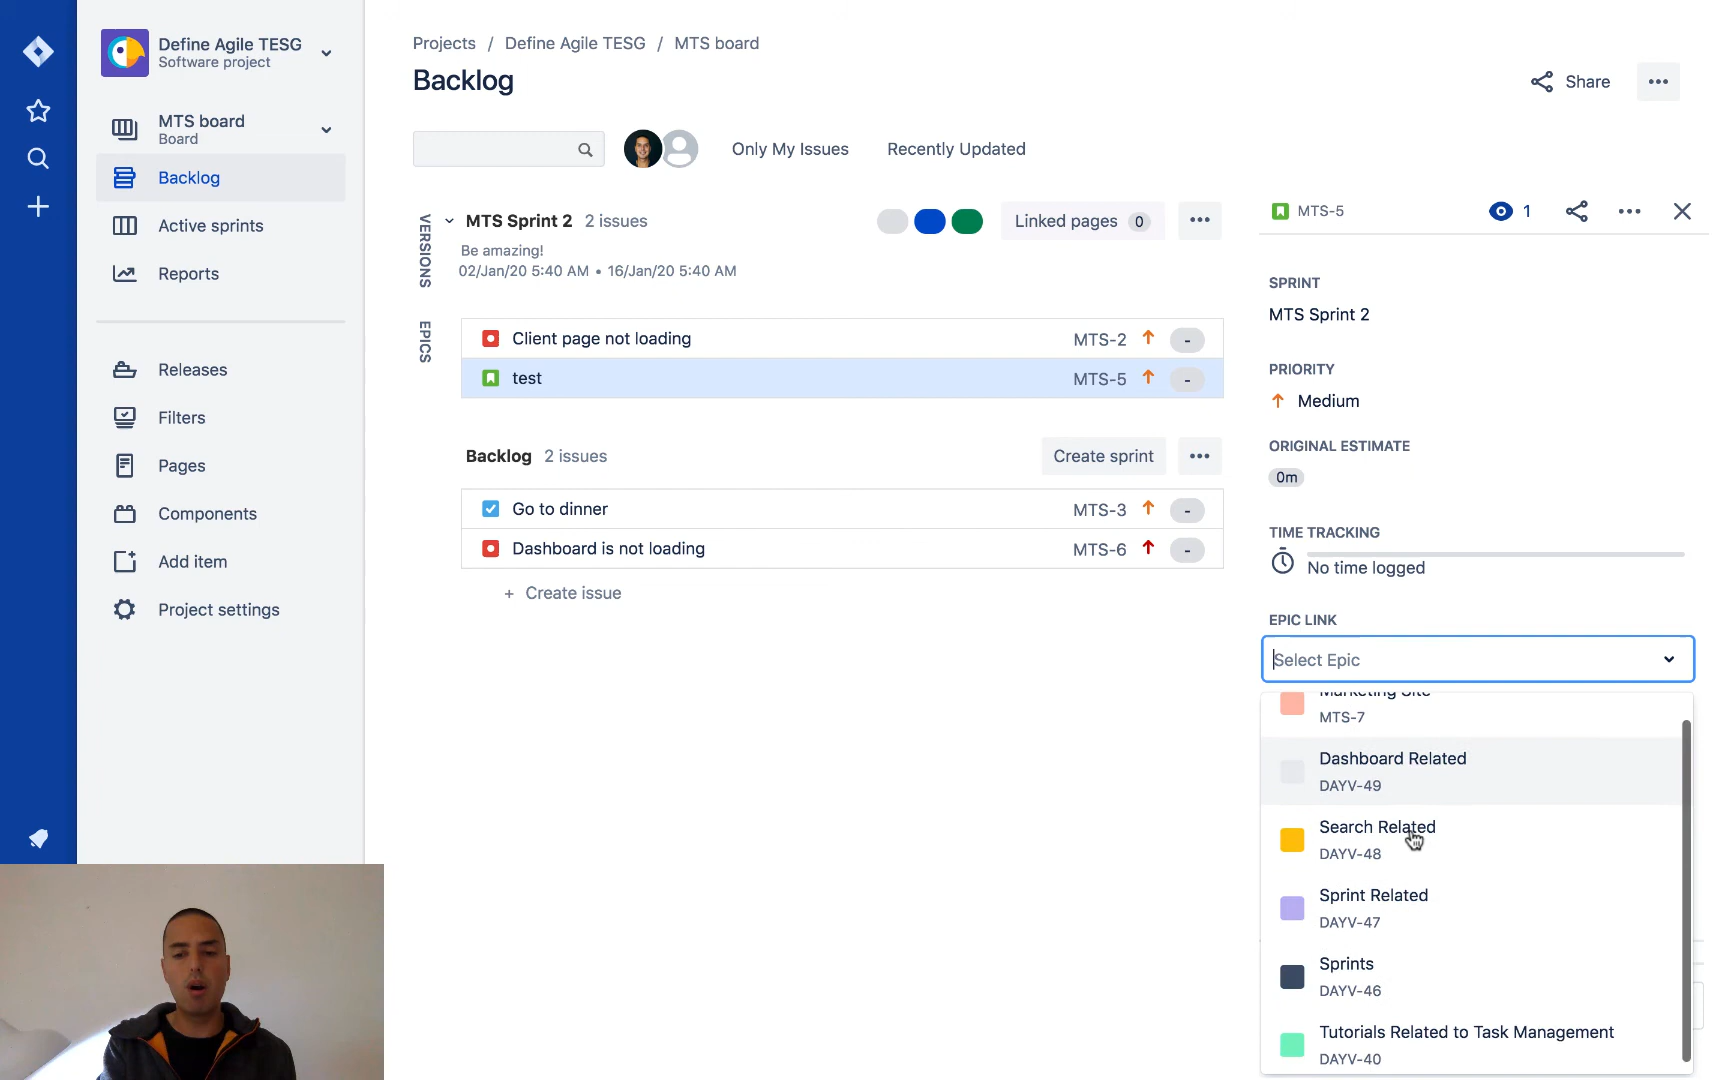 Define Agile TESG
Software project
MTS board
Board
Backlog
Active sprints
Reports
Releases
Filters
Pages
Components
Add item
Project settings
Projects / Define Agile TESG / MTS board
Backlog
Share
Only My Issues
Recently Updated
VERSIONS
EPICS
MTS Sprint 2 2 issues
Linked pages 0
Be amazing!
02/Jan/20 5:40 AM • 16/Jan/20 5:40 AM
Client page not loading MTS-2 -
test MTS-5 -
Backlog 2 issues
Create sprint
Go to dinner MTS-3 -
Dashboard is not loading MTS-6 -
+ Create issue
MTS-5
1
SPRINT
MTS Sprint 2
PRIORITY
Medium
ORIGINAL ESTIMATE
0m
TIME TRACKING
No time logged
EPIC LINK
Select Epic
Marketing Site
MTS-7
Dashboard Related
DAYV-49
Search Related
DAYV-48
Sprint Related
DAYV-47
Sprints
DAYV-46
Tutorials Related to Task Management
DAYV-40